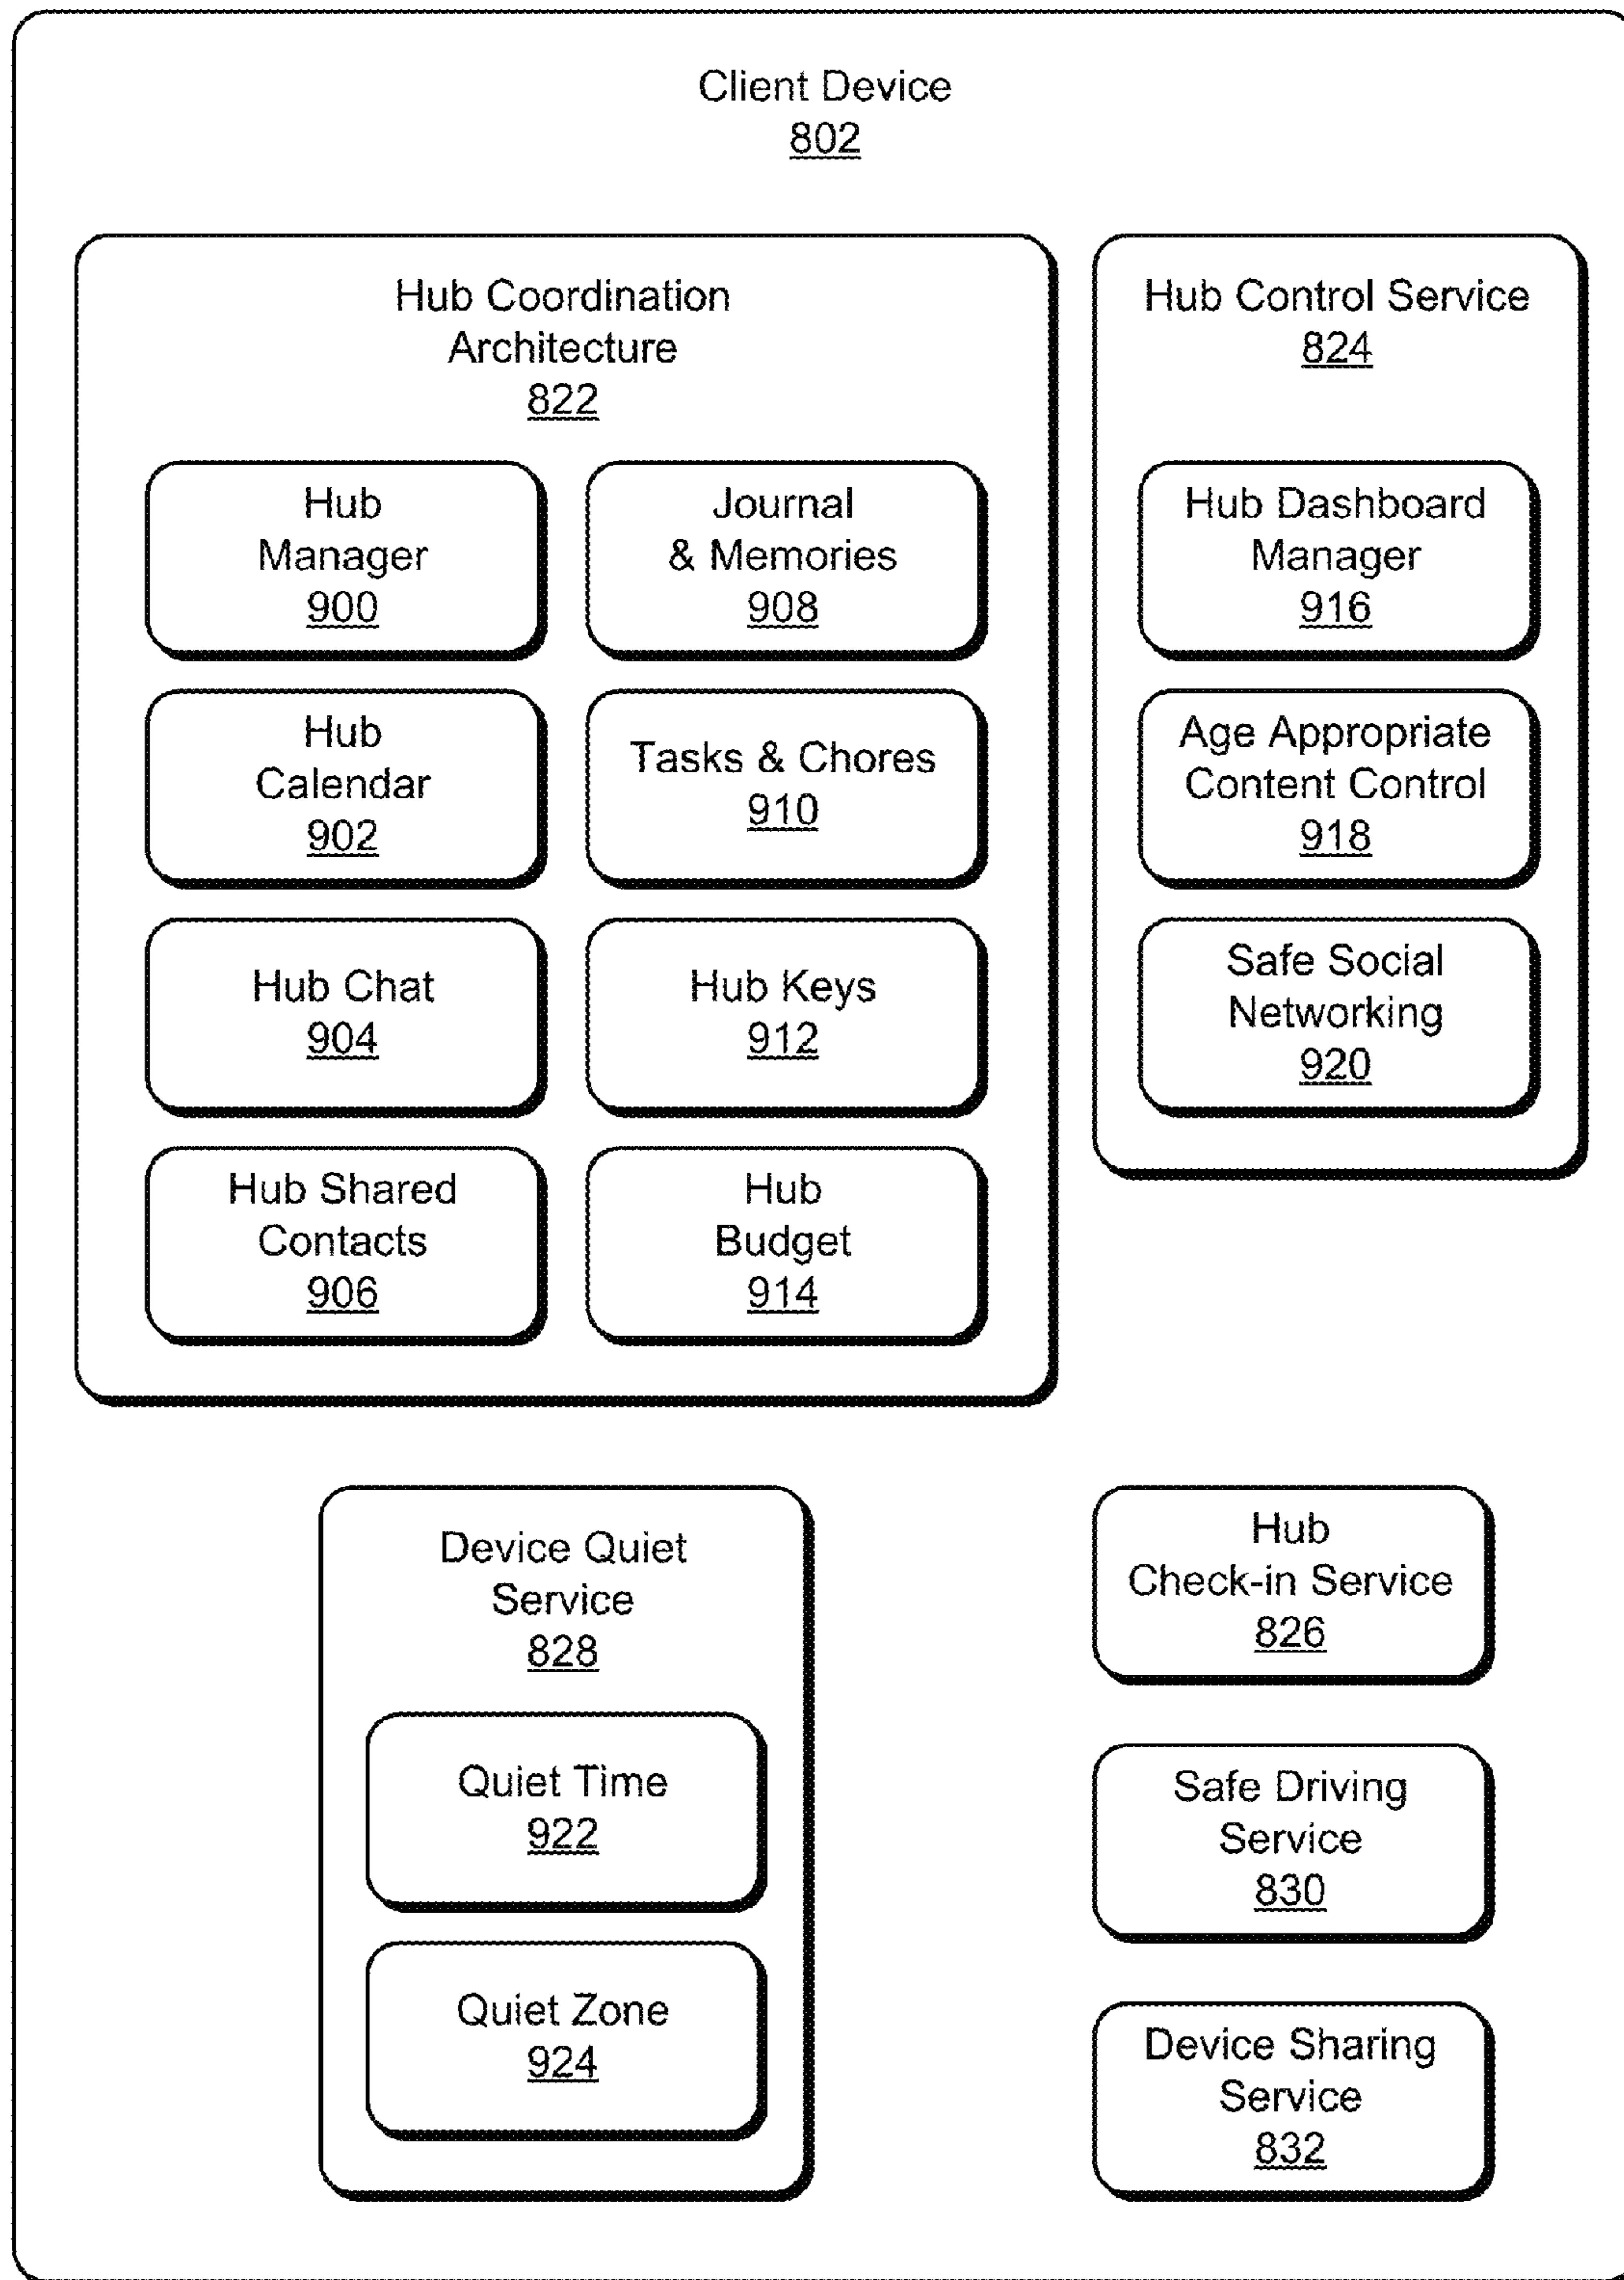 Client Device
802
Hub Coordination
Architecture
822
Hub
Manager
900
Journal
& Memories
908
Hub
Calendar
902
Tasks & Chores
910
Hub Chat
904
Hub Keys
912
Hub Shared
Contacts
906
Hub
Budget
914
Hub Control Service
824
Hub Dashboard
Manager
916
Age Appropriate
Content Control
918
Safe Social
Networking
920
Device Quiet
Service
828
Quiet Time
922
Quiet Zone
924
Hub
Check-in Service
826
Safe Driving
Service
830
Device Sharing
Service
832